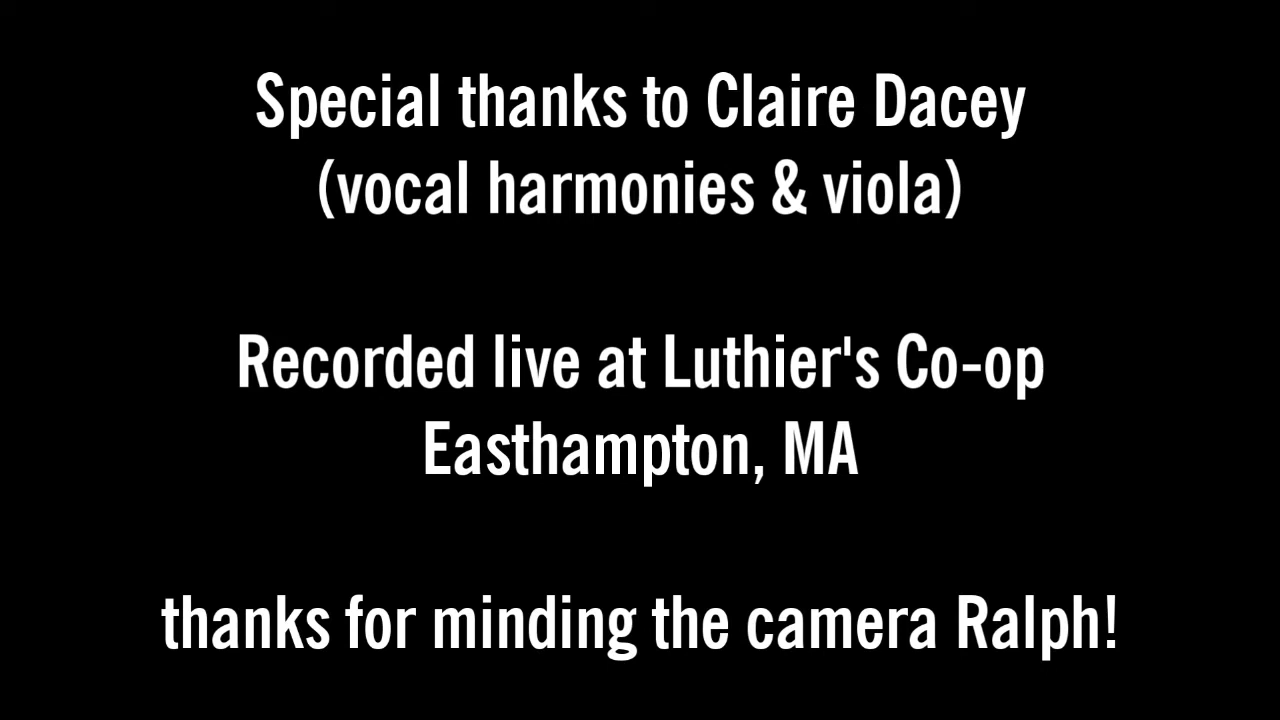 Special thanks to Claire Dacey
(vocal harmonies & viola)
Recorded live at Luthier's Co-op
Easthampton, MA
thanks for minding the camera Ralph!